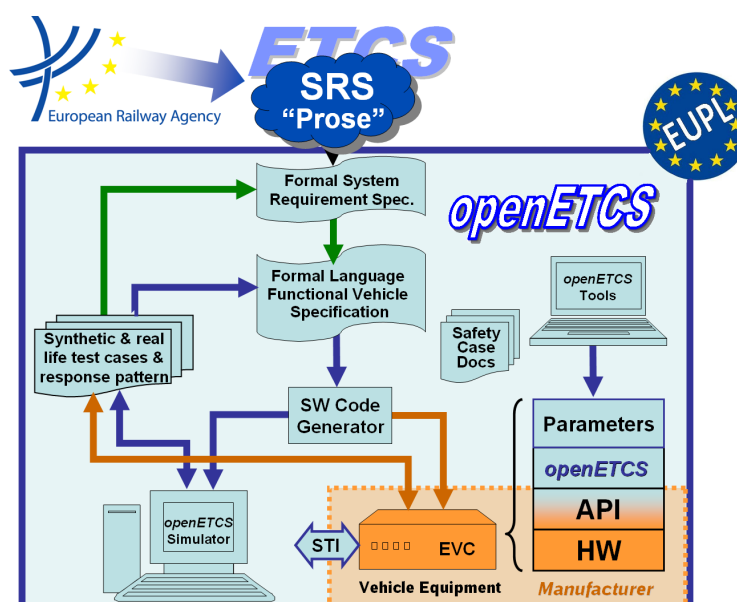 ETCS
SRS
“Prose”
European Railway Agency
EUPL
Formal System
Requirement Spec.
openETCS
Formal Language
Functional Vehicle
Specification
openETCS
Tools
Synthetic & real
life test cases &
response pattern
Safety
Case
Docs
SW Code
Generator
Parameters
openETCS
API
HW
openETCS
Simulator
STI
EVC
Vehicle Equipment
Manufacturer